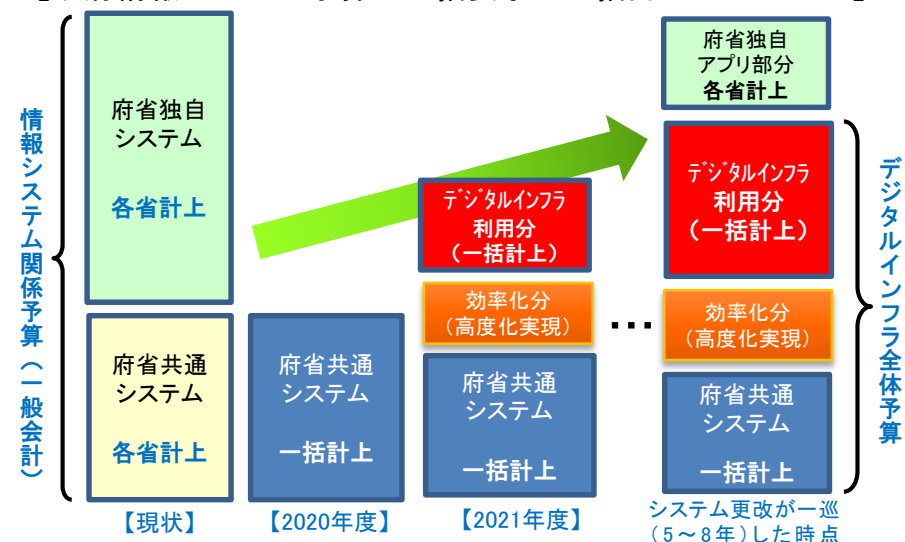 情報システム関係予算（一般会計）
府省独自
システム
各省計上
府省共通
システム
各省計上
【現状】
府省共通
システム
一括計上
【2020年度】
デジタルインフラ
利用分
（一括計上）
効率化分
（高度化実現）
府省共通
システム
一括計上
【2021年度】
…
府省独自
アプリ部分
各省計上
デジタルインフラ
利用分
（一括計上）
効率化分
（高度化実現）
府省共通
システム
一括計上
システム更改が一巡
（5～8年）した時点
デジタルインフラ全体予算